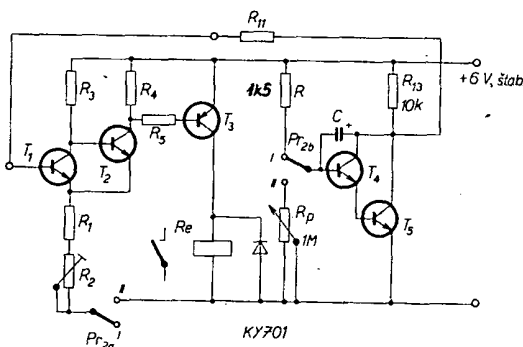 R11
R3
R4
1k5
R
R13
10k
+6 V, štab
R5
T3
T1
T2
I
Pr2b
C
+
T4
II
R1
Re
Rp
1M
T5
R2
II
Pr2a
I
KY701